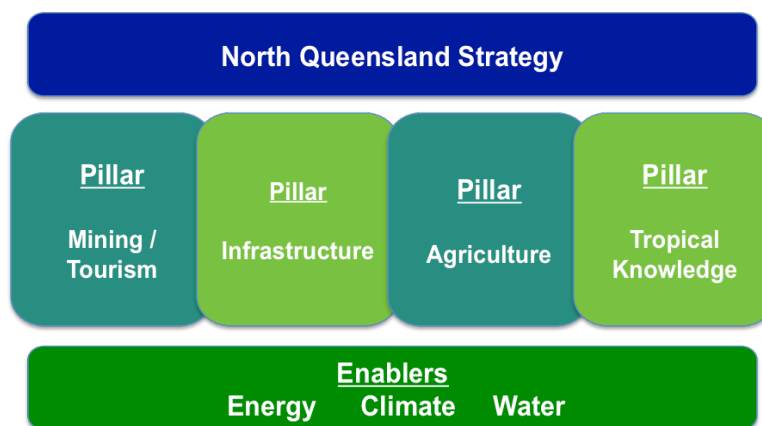 North Queensland Strategy
Pillar
Mining /
Tourism
Pillar
Infrastructure
Pillar
Agriculture
Pillar
Tropical
Knowledge
Enablers
Energy Climate Water